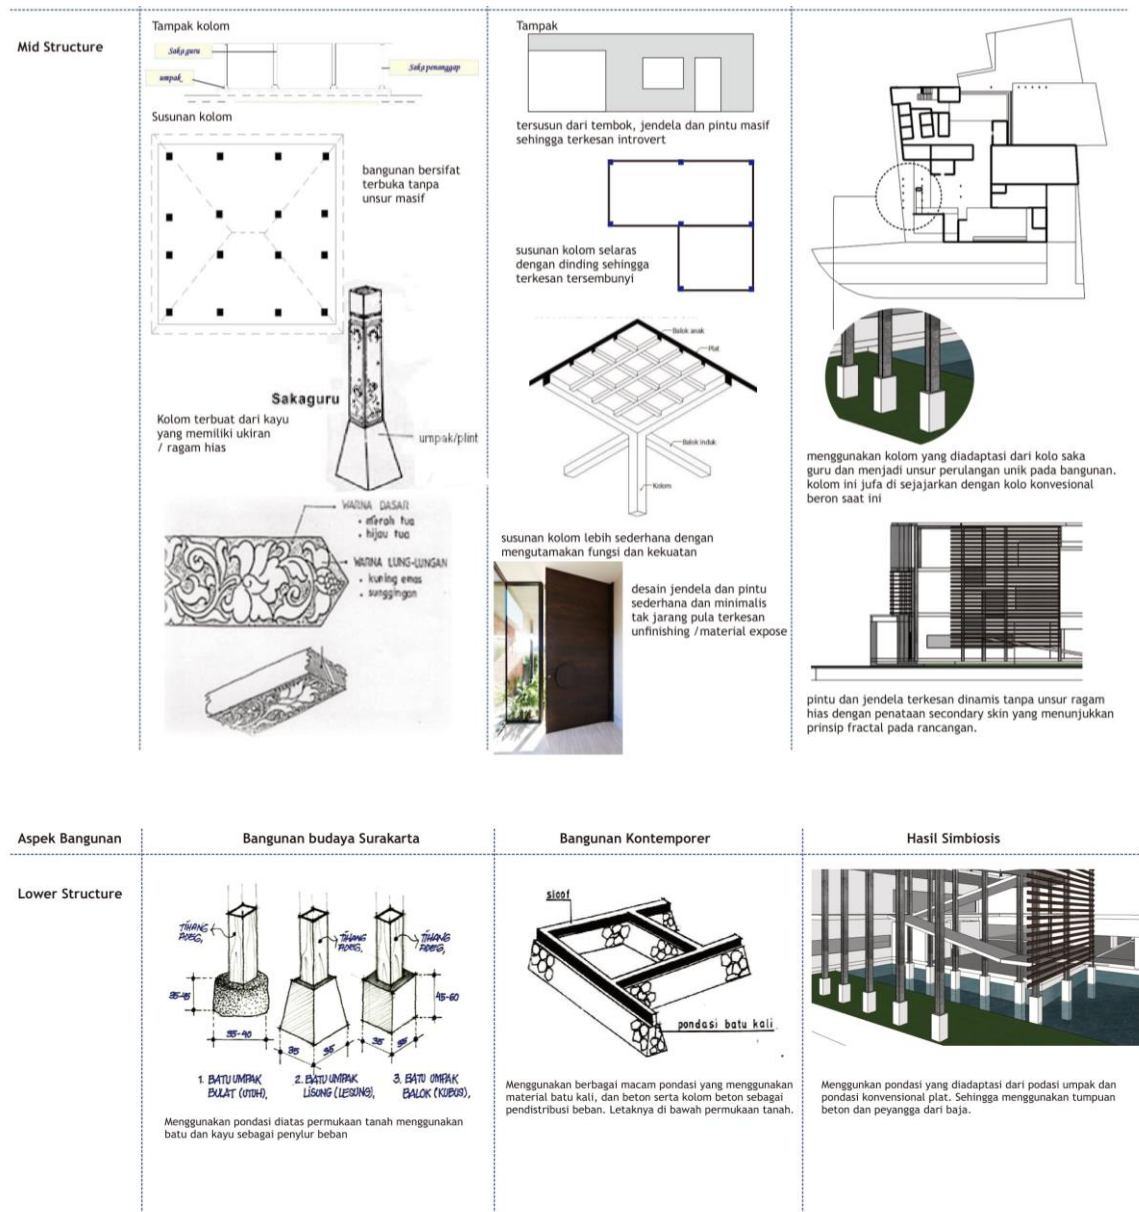 Mid Structure
Tampak kolom
Saka guru
Saka penanggap
umpak
Susunan kolom
bangunan bersifat
terbuka tanpa
unsur masif
Sakaguru
umpak/plint
Kolom terbuat dari kayu
yang memiliki ukiran
/ ragam hias
WARNA DASAR
• merah tua
• hijau tua
WARNA LUNG-LUNGAN
• kuning emas
• sunggingan
Tampak
tersusun dari tembok, jendela dan pintu masif
sehingga terkesan introvert
susunan kolom selaras
dengan dinding sehingga
terkesan tersembunyi
Balok anak
Plat
Balok induk
Kolom
susunan kolom lebih sederhana dengan
mengutamakan fungsi dan kekuatan
desain jendela dan pintu
sederhana dan minimalis
tak jarang pula terkesan
unfinishing /material expose
menggunakan kolom yang diadaptasi dari kolo saka
guru dan menjadi unsur perulangan unik pada bangunan.
kolom ini jufa di sejajarkan dengan kolo konvesional
beron saat ini
pintu dan jendela terkesan dinamis tanpa unsur ragam
hias dengan penataan secondary skin yang menunjukkan
prinsip fractal pada rancangan.
Aspek Bangunan
Bangunan budaya Surakarta
Bangunan Kontemporer
Hasil Simbiosis
Lower Structure
TIHANG
TIHANG
TIHANG
35-40
45-60
35
35
35
1. BATU UMPAK
BULAT (UTUH),
2. BATU UMPAK
LISUNG (LESUNG),
3. BATU UMPAK
BALOK (KUBUS),
Menggunakan pondasi diatas permukaan tanah menggunakan
batu dan kayu sebagai penylur beban
sloof
pondasi batu kali
Menggunakan berbagai macam pondasi yang menggunakan
material batu kali, dan beton serta kolom beton sebagai
pendistribusi beban. Letaknya di bawah permukaan tanah.
Menggunkan pondasi yang diadaptasi dari podasi umpak dan
pondasi konvensional plat. Sehingga menggunakan tumpuan
beton dan peyangga dari baja.